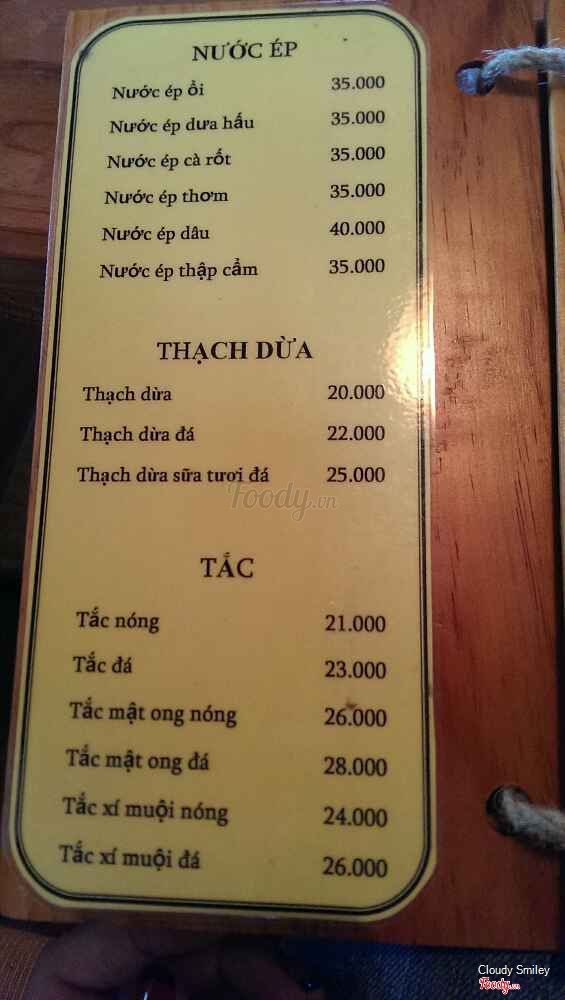 NƯỚC ÉP
Nước ép ổi 35.000
Nước ép dưa hấu 35.000
Nước ép cà rốt 35.000
Nước ép thơm 35.000
Nước ép dâu 40.000
Nước ép thập cẩm 35.000
THẠCH DỪA
Thạch dừa 20.000
Thạch dừa đá 22.000
Thạch dừa sữa tươi đá 25.000
Foody.vn
TẮC
Tắc nóng 21.000
Tắc đá 23.000
Tắc mật ong nóng 26.000
Tắc mật ong đá 28.000
Tắc xí muội nóng 24.000
Tắc xí muội đá 26.000
Cloudy Smiley
Foody.vn